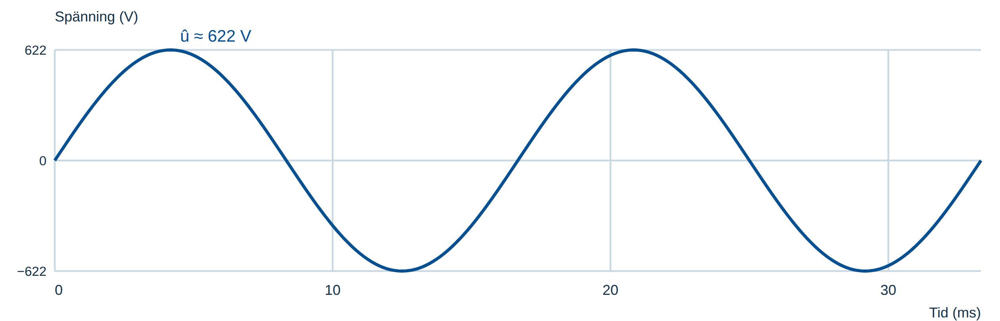 Spänning (V)
û ≈ 622 V
622
0
−622
0
10
20
30
Tid (ms)